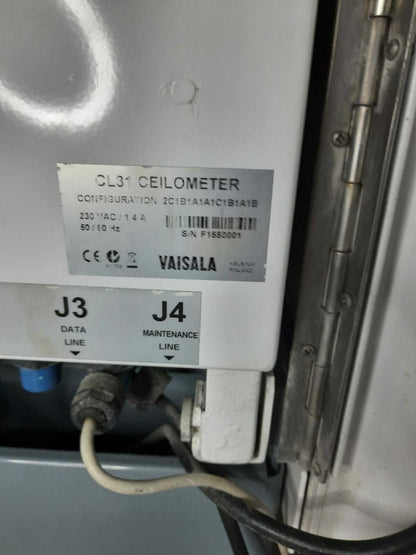 CL31 CEILOMETER
CONFIGURATION 2C1B1A1A1C1B1A1B
230 VAC / 1.4 A
50 / 60 Hz
S/N F1550001
CE
VAISALA
HELSINKI
FINLAND
J3
DATA
LINE
J4
MAINTENANCE
LINE